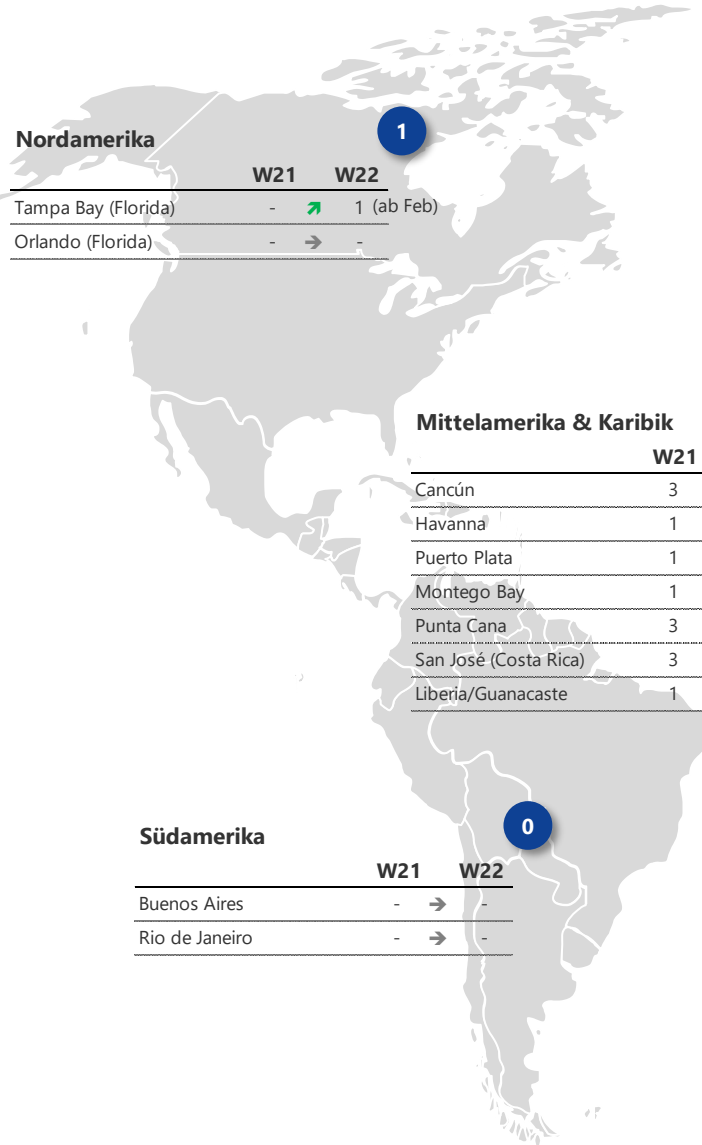 1
Nordamerika
W21 W22
Tampa Bay (Florida) - ↗ 1 (ab Feb)
Orlando (Florida) - → -
Mittelamerika & Karibik
W21
Cancún 3
Havanna 1
Puerto Plata 1
Montego Bay 1
Punta Cana 3
San José (Costa Rica) 3
Liberia/Guanacaste 1
0
Südamerika
W21 W22
Buenos Aires - → -
Rio de Janeiro - → -